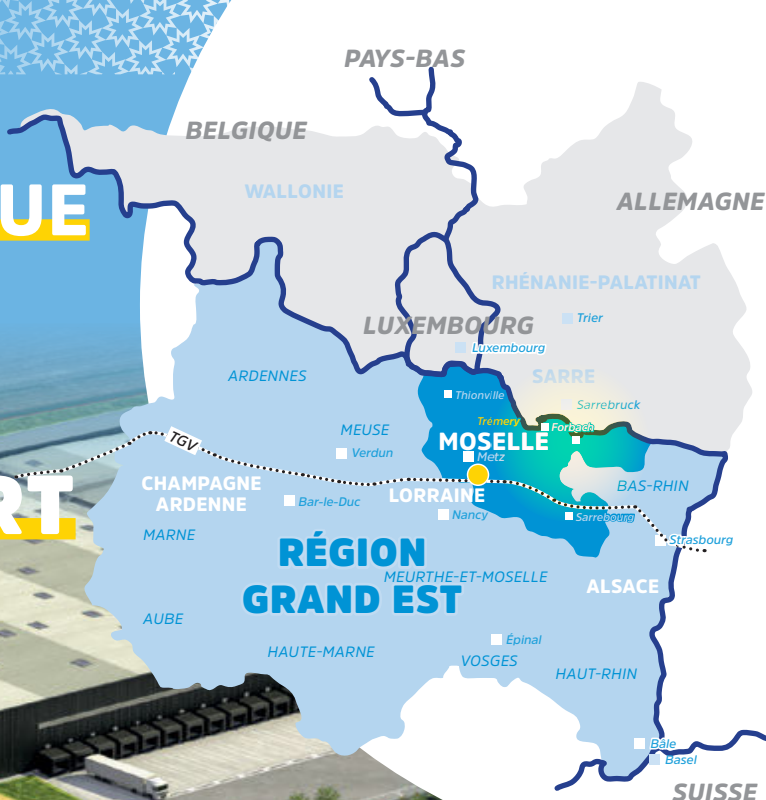 PAYS-BAS
BELGIQUE
WALLONIE
ALLEMAGNE
UE
RHÉNANIE-PALATINAT
Trier
LUXEMBOURG
Luxembourg
SARRE
ARDENNES
Thionville
Sarrebruck
Trémery
Forbach
MEUSE
TGV
MOSELLE
Verdun
Metz
CHAMPAGNE
ARDENNE
LORRAINE
BAS-RHIN
RT
Bar-le-Duc
Nancy
Sarrebourg
MARNE
Strasbourg
RÉGION
GRAND EST
MEURTHE-ET-MOSELLE
ALSACE
AUBE
Épinal
HAUTE-MARNE
VOSGES
HAUT-RHIN
Bâle
Basel
SUISSE